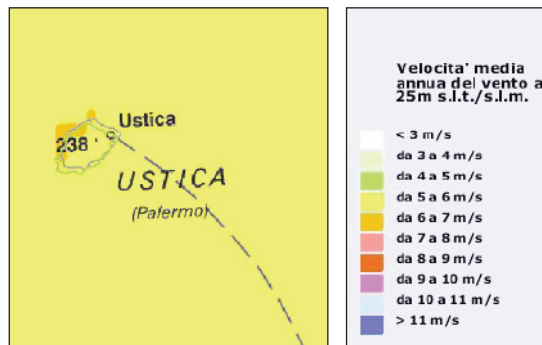 Ustica
238
USTICA
(Palermo)
Velocita' media
annua del vento a
25m s.l.t./s.l.m.
< 3 m/s
da 3 a 4 m/s
da 4 a 5 m/s
da 5 a 6 m/s
da 6 a 7 m/s
da 7 a 8 m/s
da 8 a 9 m/s
da 9 a 10 m/s
da 10 a 11 m/s
> 11 m/s